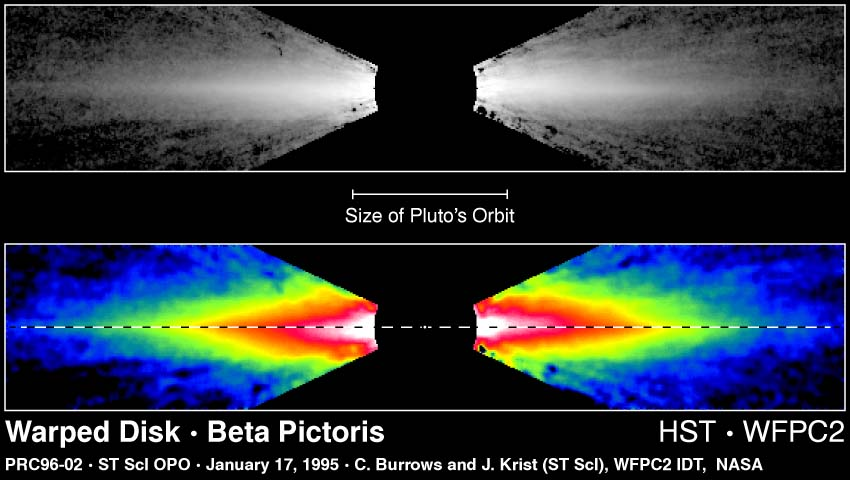 Size of Pluto's Orbit
Warped Disk · Beta Pictoris
HST · WFPC2
PRC96-02 · ST ScI OPO · January 17, 1995 · C. Burrows and J. Krist (ST ScI), WFPC2 IDT, NASA